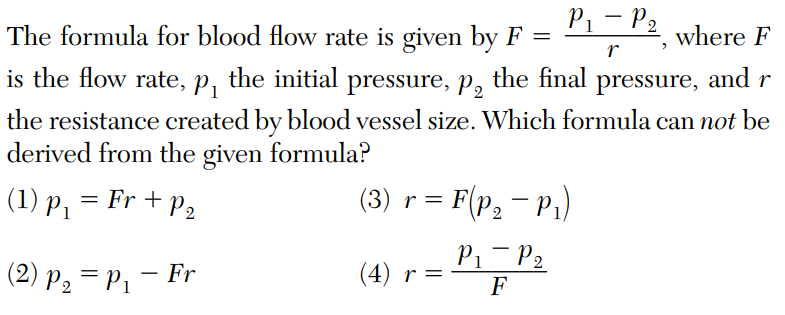 The formula for blood flow rate is given by F = \frac{p_1 - p_2}{r}, where F
is the flow rate, p_1 the initial pressure, p_2 the final pressure, and r
the resistance created by blood vessel size. Which formula can not be
derived from the given formula?
(1) p_1 = Fr + p_2 (3) r = F(p_2 - p_1)
(2) p_2 = p_1 - Fr (4) r = \frac{p_1 - p_2}{F}